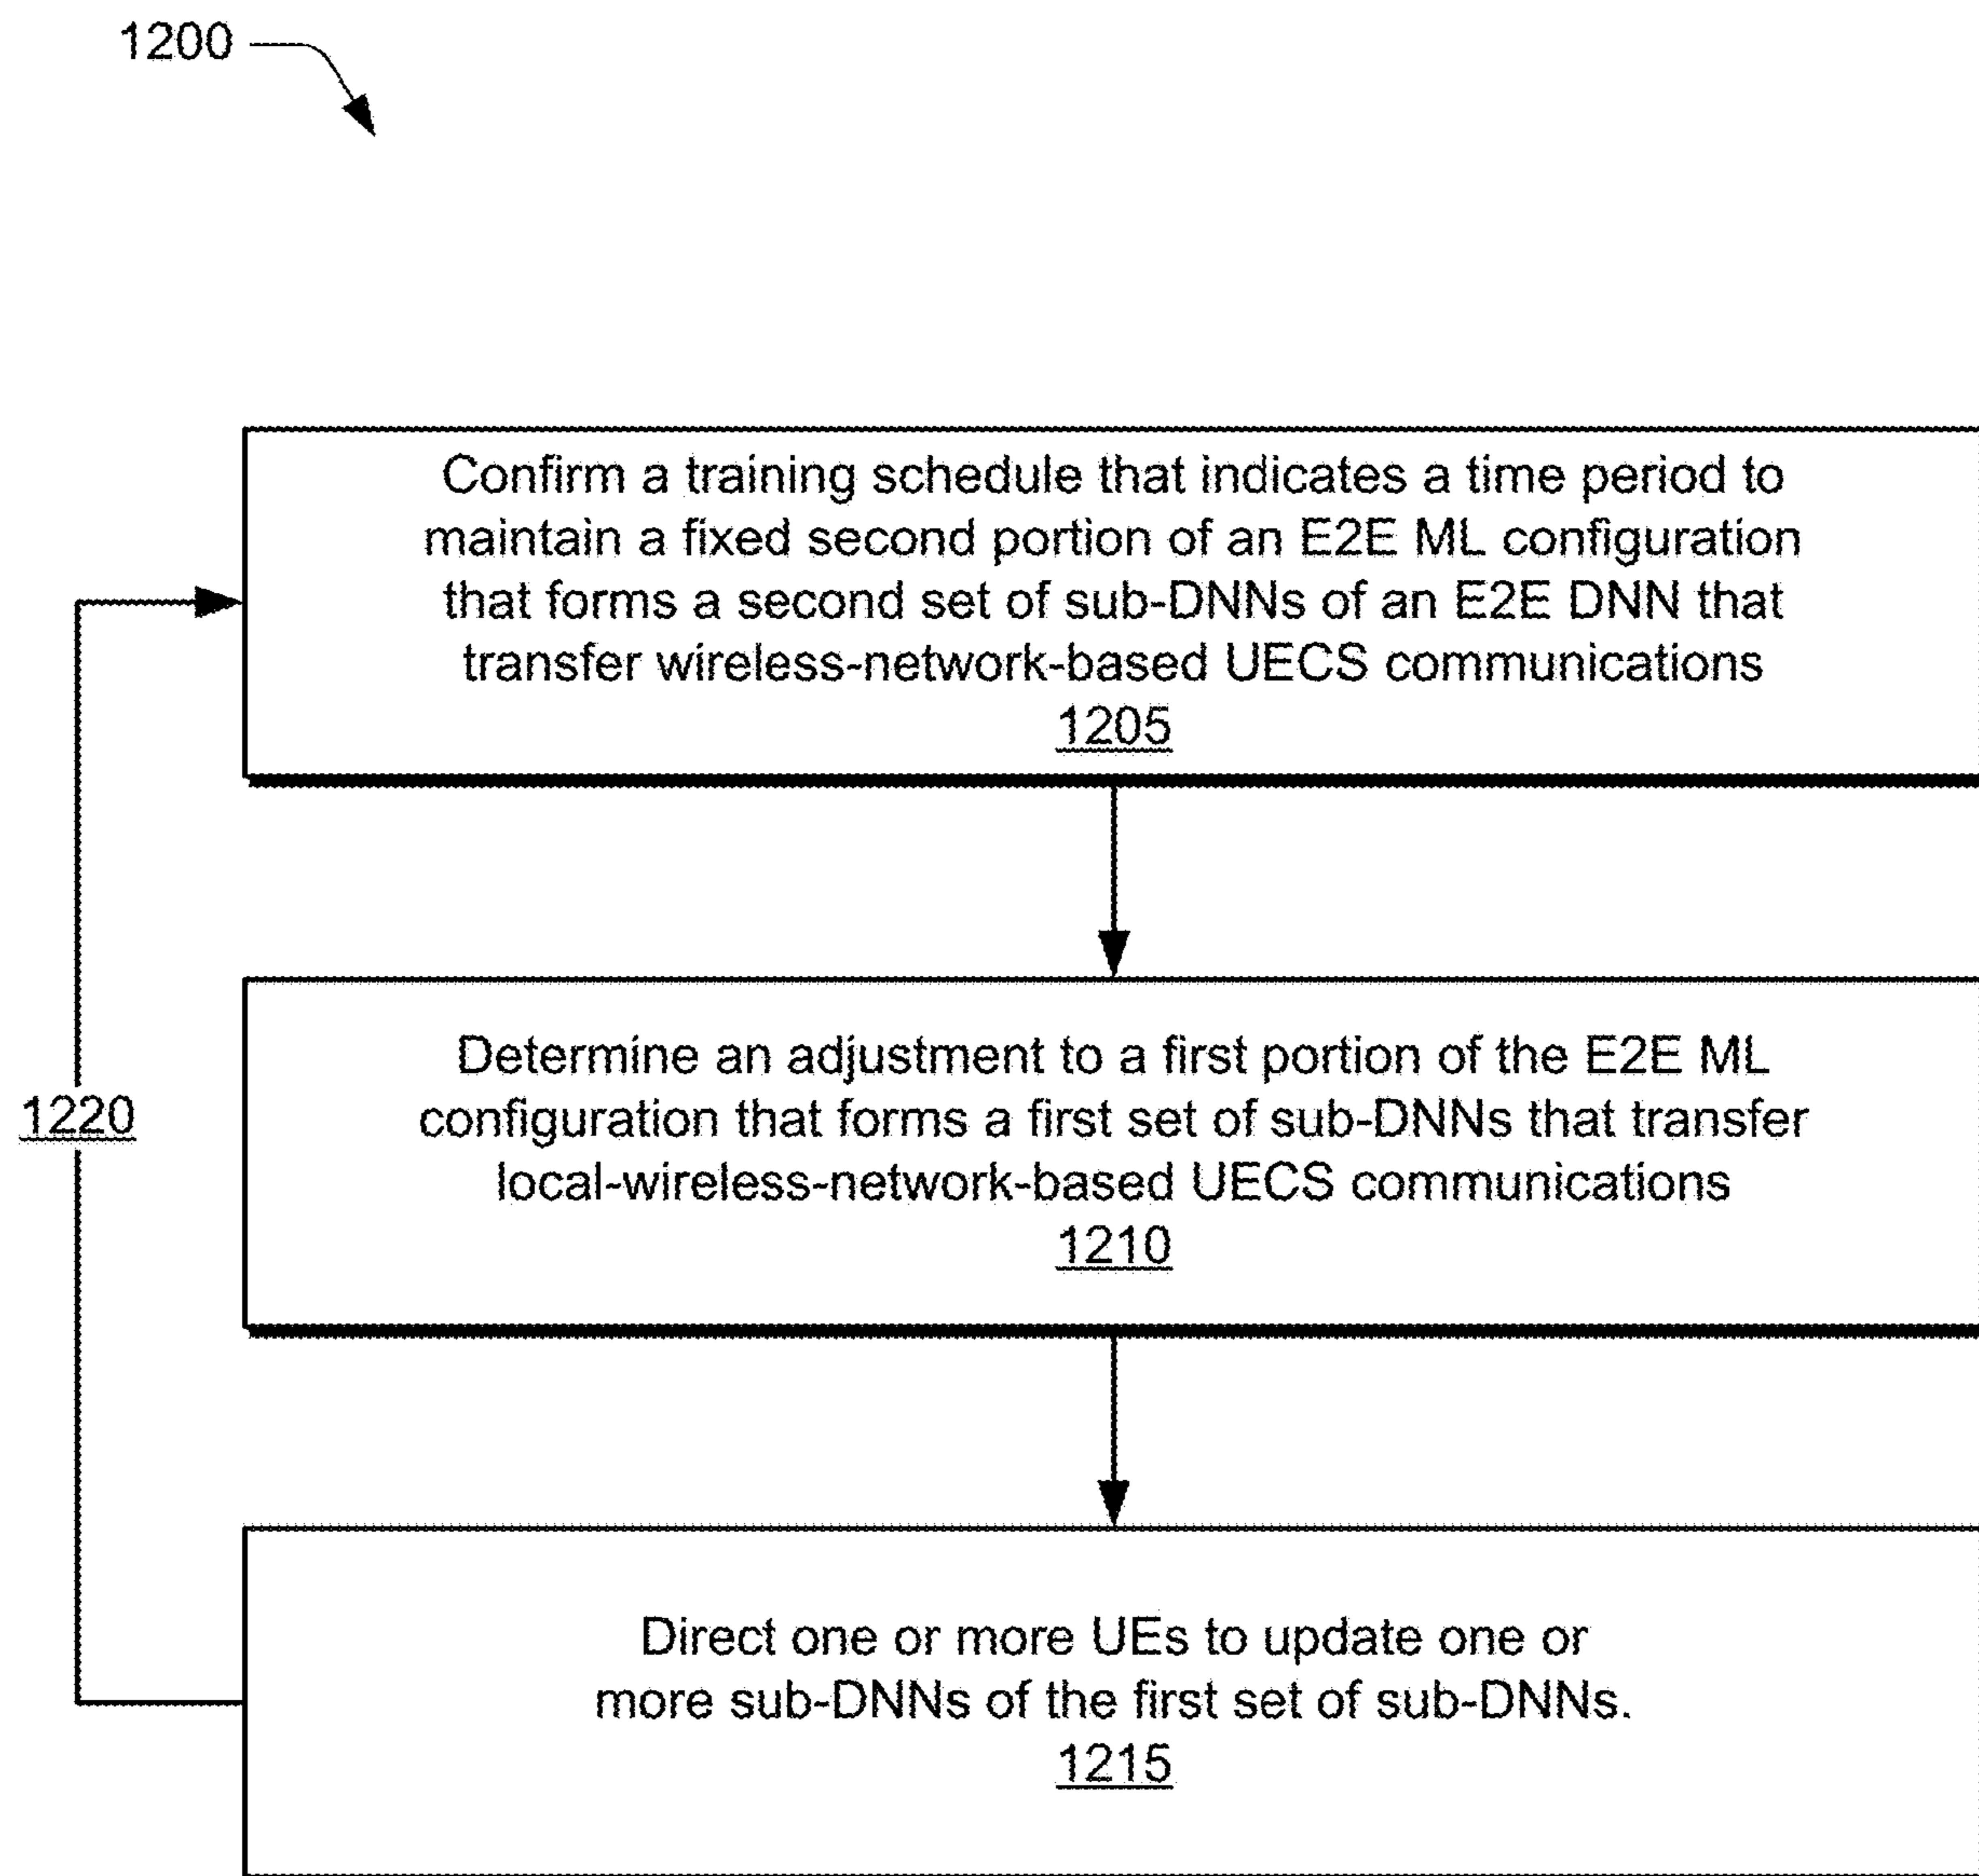 1200
Confirm a training schedule that indicates a time period to
maintain a fixed second portion of an E2E ML configuration
that forms a second set of sub-DNNs of an E2E DNN that
transfer wireless-network-based UECS communications
1205
Determine an adjustment to a first portion of the E2E ML
configuration that forms a first set of sub-DNNs that transfer
local-wireless-network-based UECS communications
1210
1220
Direct one or more UEs to update one or
more sub-DNNs of the first set of sub-DNNs.
1215